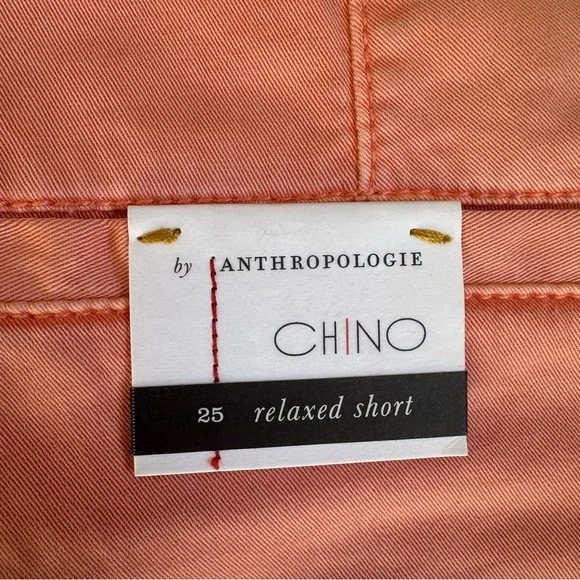 by ANTHROPOLOGIE
CHINO
25 relaxed short